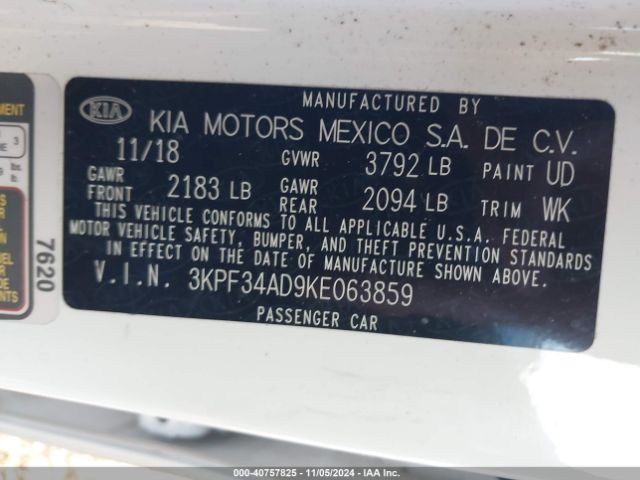 MANUFACTURED BY
KIA KIA MOTORS MEXICO S.A. DE C.V.
11/18 GVWR 3792 LB PAINT UD
GAWR FRONT 2183 LB GAWR REAR 2094 LB TRIM WK
THIS VEHICLE CONFORMS TO ALL APPLICABLE U.S.A. FEDERAL
MOTOR VEHICLE SAFETY, BUMPER, AND THEFT PREVENTION STANDARDS
IN EFFECT ON THE DATE OF MANUFACTURE SHOWN ABOVE.
V.I.N. 3KPF34AD9KE063859
PASSENGER CAR
7620
3
000-40757825 - 11/05/2024 - IAA Inc.